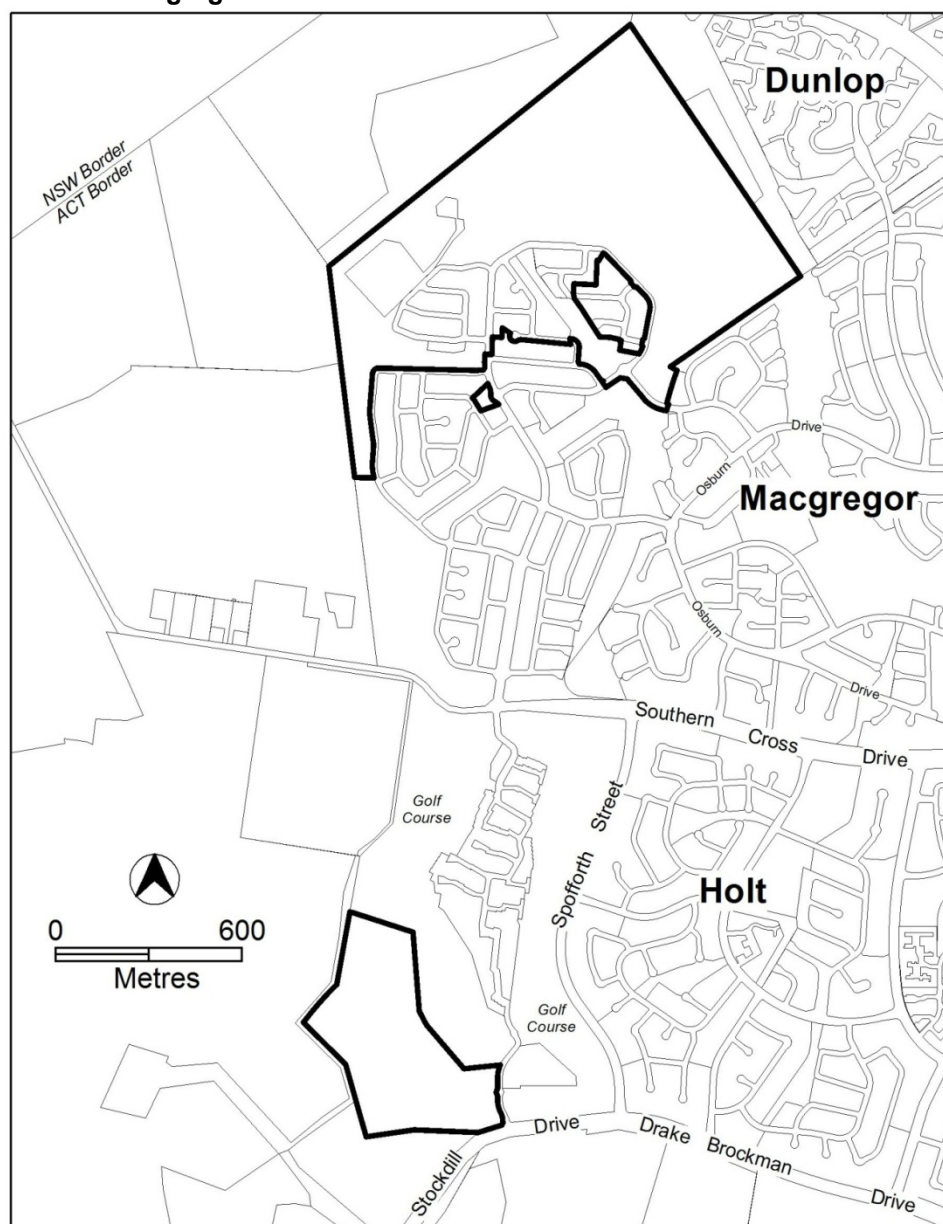 Dunlop
NSW Border
ACT Border
Drive
Osburn
Macgregor
Osburn
Drive
Southern
Cross
Drive
Golf
Course
Spofforth
Street
Holt
0
600
Metres
Golf
Course
Drive
Drake
Brockman
Drive
Stockdill